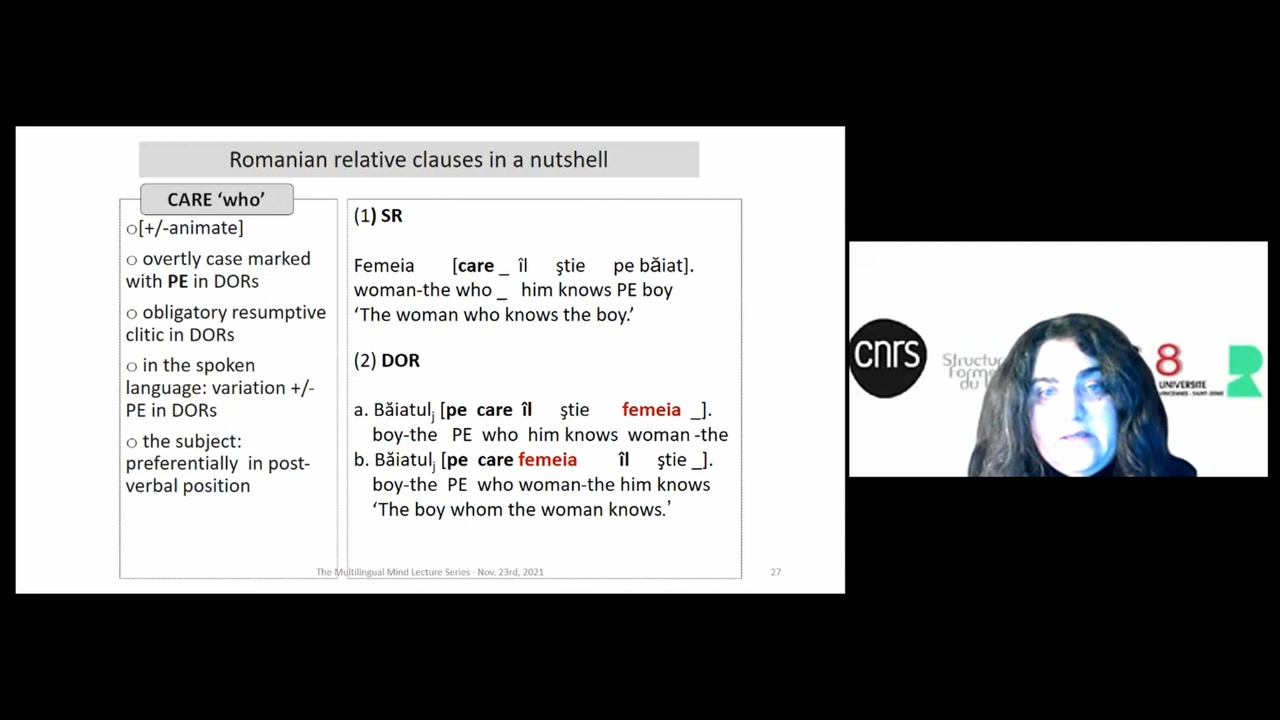 Romanian relative clauses in a nutshell
CARE ‘who’
○[+/-animate]
○ overtly case marked
with PE in DORs
○ obligatory resumptive
clitic in DORs
○ in the spoken
language: variation +/-
PE in DORs
○ the subject:
preferentially in post-
verbal position
(1) SR
Femeia [care _ îl ştie pe băiat].
woman-the who _ him knows PE boy
‘The woman who knows the boy.’
(2) DOR
a. Băiatulj [pe care îl ştie femeia _].
boy-the PE who him knows woman -the
b. Băiatulj [pe care femeia îl ştie _].
boy-the PE who woman-the him knows
‘The boy whom the woman knows.’
The Multilingual Mind Lecture Series - Nov. 23rd, 2021
27
cnrs
8
UNIVERSITE